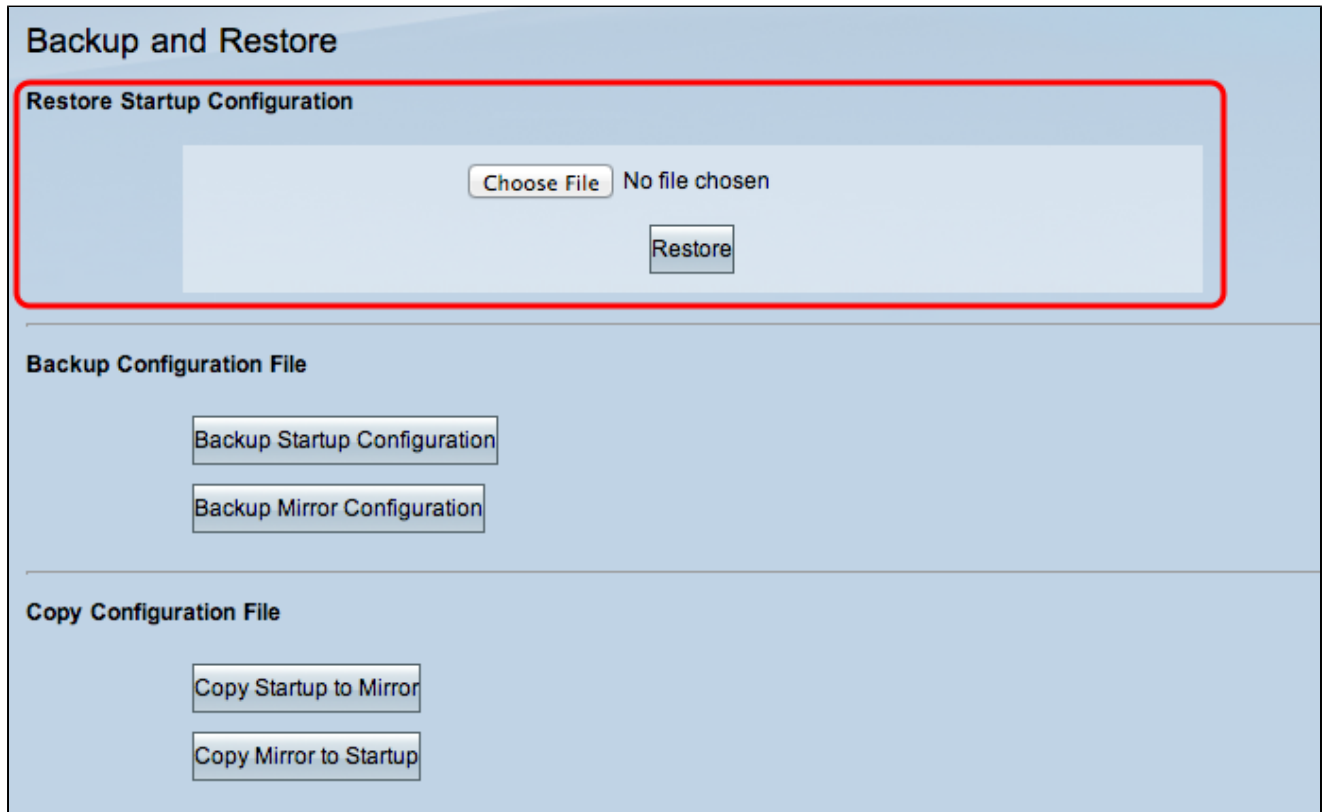 Backup and Restore
Restore Startup Configuration
Choose File No file chosen
Restore
Backup Configuration File
Backup Startup Configuration
Backup Mirror Configuration
Copy Configuration File
Copy Startup to Mirror
Copy Mirror to Startup